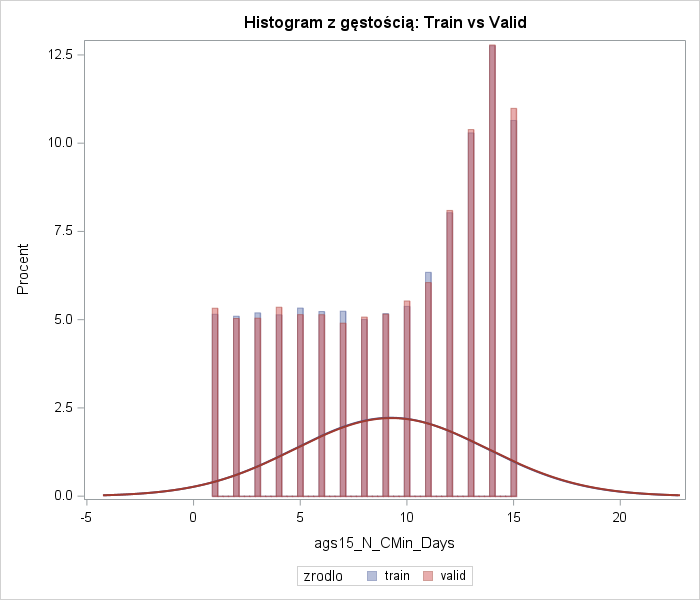 Histogram z gęstością: Train vs Valid
12.5
10.0
7.5
5.0
2.5
0.0
Procent
-5 0 5 10 15 20
ags15_N_CMin_Days
zrodlo train valid